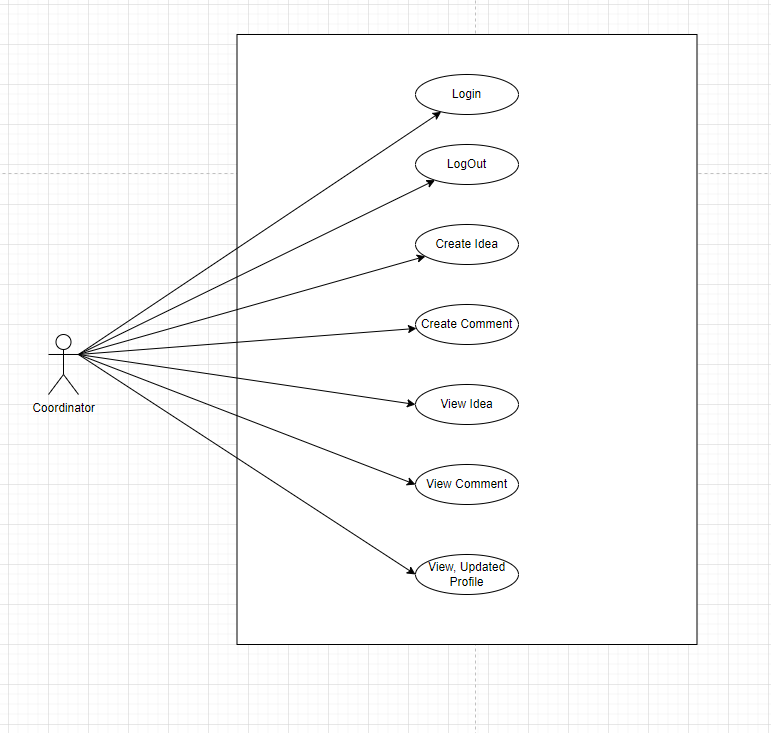 Login
LogOut
Create Idea
Create Comment
Coordinator
View Idea
View Comment
View, Updated
Profile